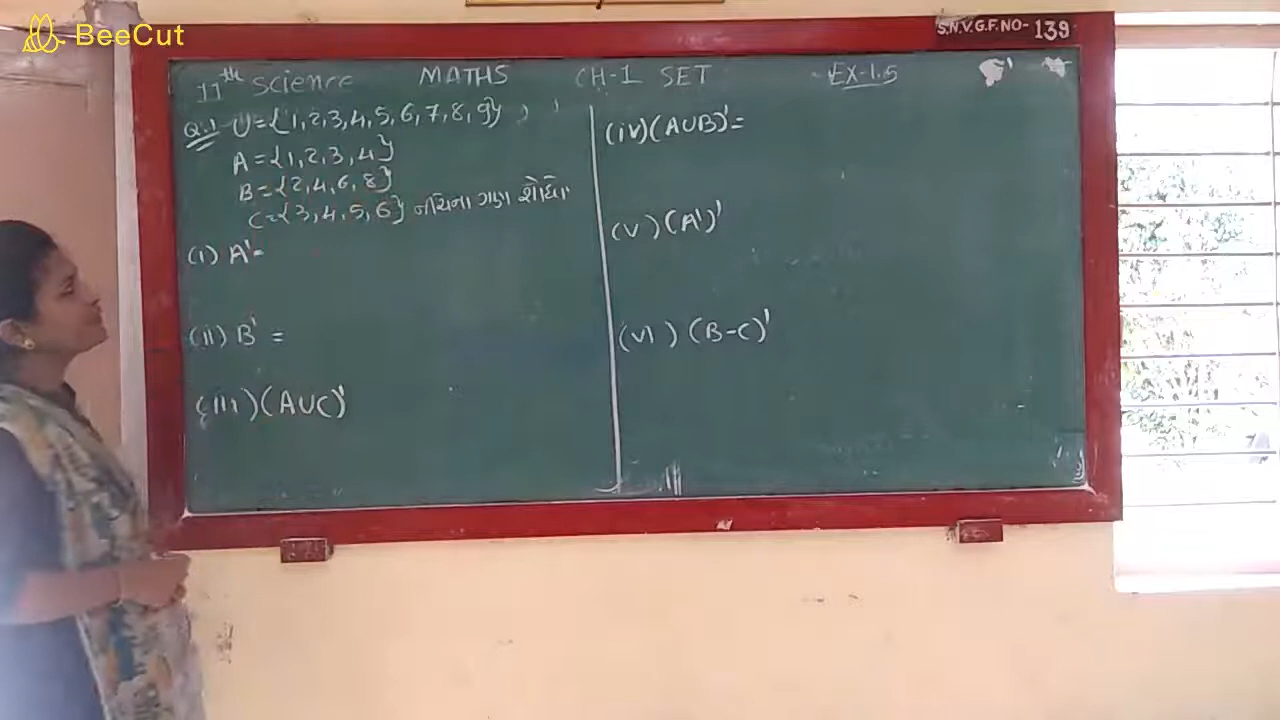 BeeCut
S.N.V.G.F.NO- 139
11th Science MATHS CH-1 SET EX-1.5
Q.1 U={1,2,3,4,5,6,7,8,9}
A={1,2,3,4}
B={2,4,6,8}
C={3,4,5,6} નીચેના ગણ શોધો
(i) A'=
(ii) B' =
(iii)(AUC)'
(iv)(AUB)'=
(v)(A')'
(vi)(B-C)'